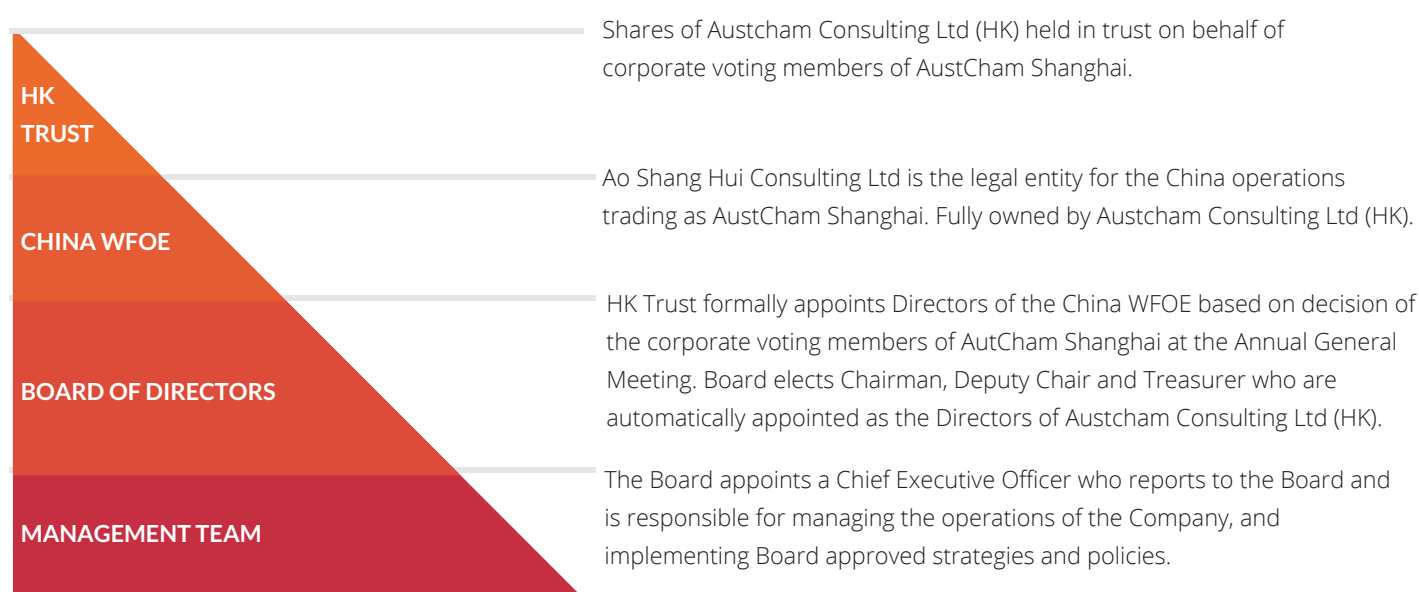 HK
TRUST
Shares of Austcham Consulting Ltd (HK) held in trust on behalf of
corporate voting members of AustCham Shanghai.
CHINA WFOE
Ao Shang Hui Consulting Ltd is the legal entity for the China operations
trading as AustCham Shanghai. Fully owned by Austcham Consulting Ltd (HK).
BOARD OF DIRECTORS
HK Trust formally appoints Directors of the China WFOE based on decision of
the corporate voting members of AutCham Shanghai at the Annual General
Meeting. Board elects Chairman, Deputy Chair and Treasurer who are
automatically appointed as the Directors of Austcham Consulting Ltd (HK).
MANAGEMENT TEAM
The Board appoints a Chief Executive Officer who reports to the Board and
is responsible for managing the operations of the Company, and
implementing Board approved strategies and policies.